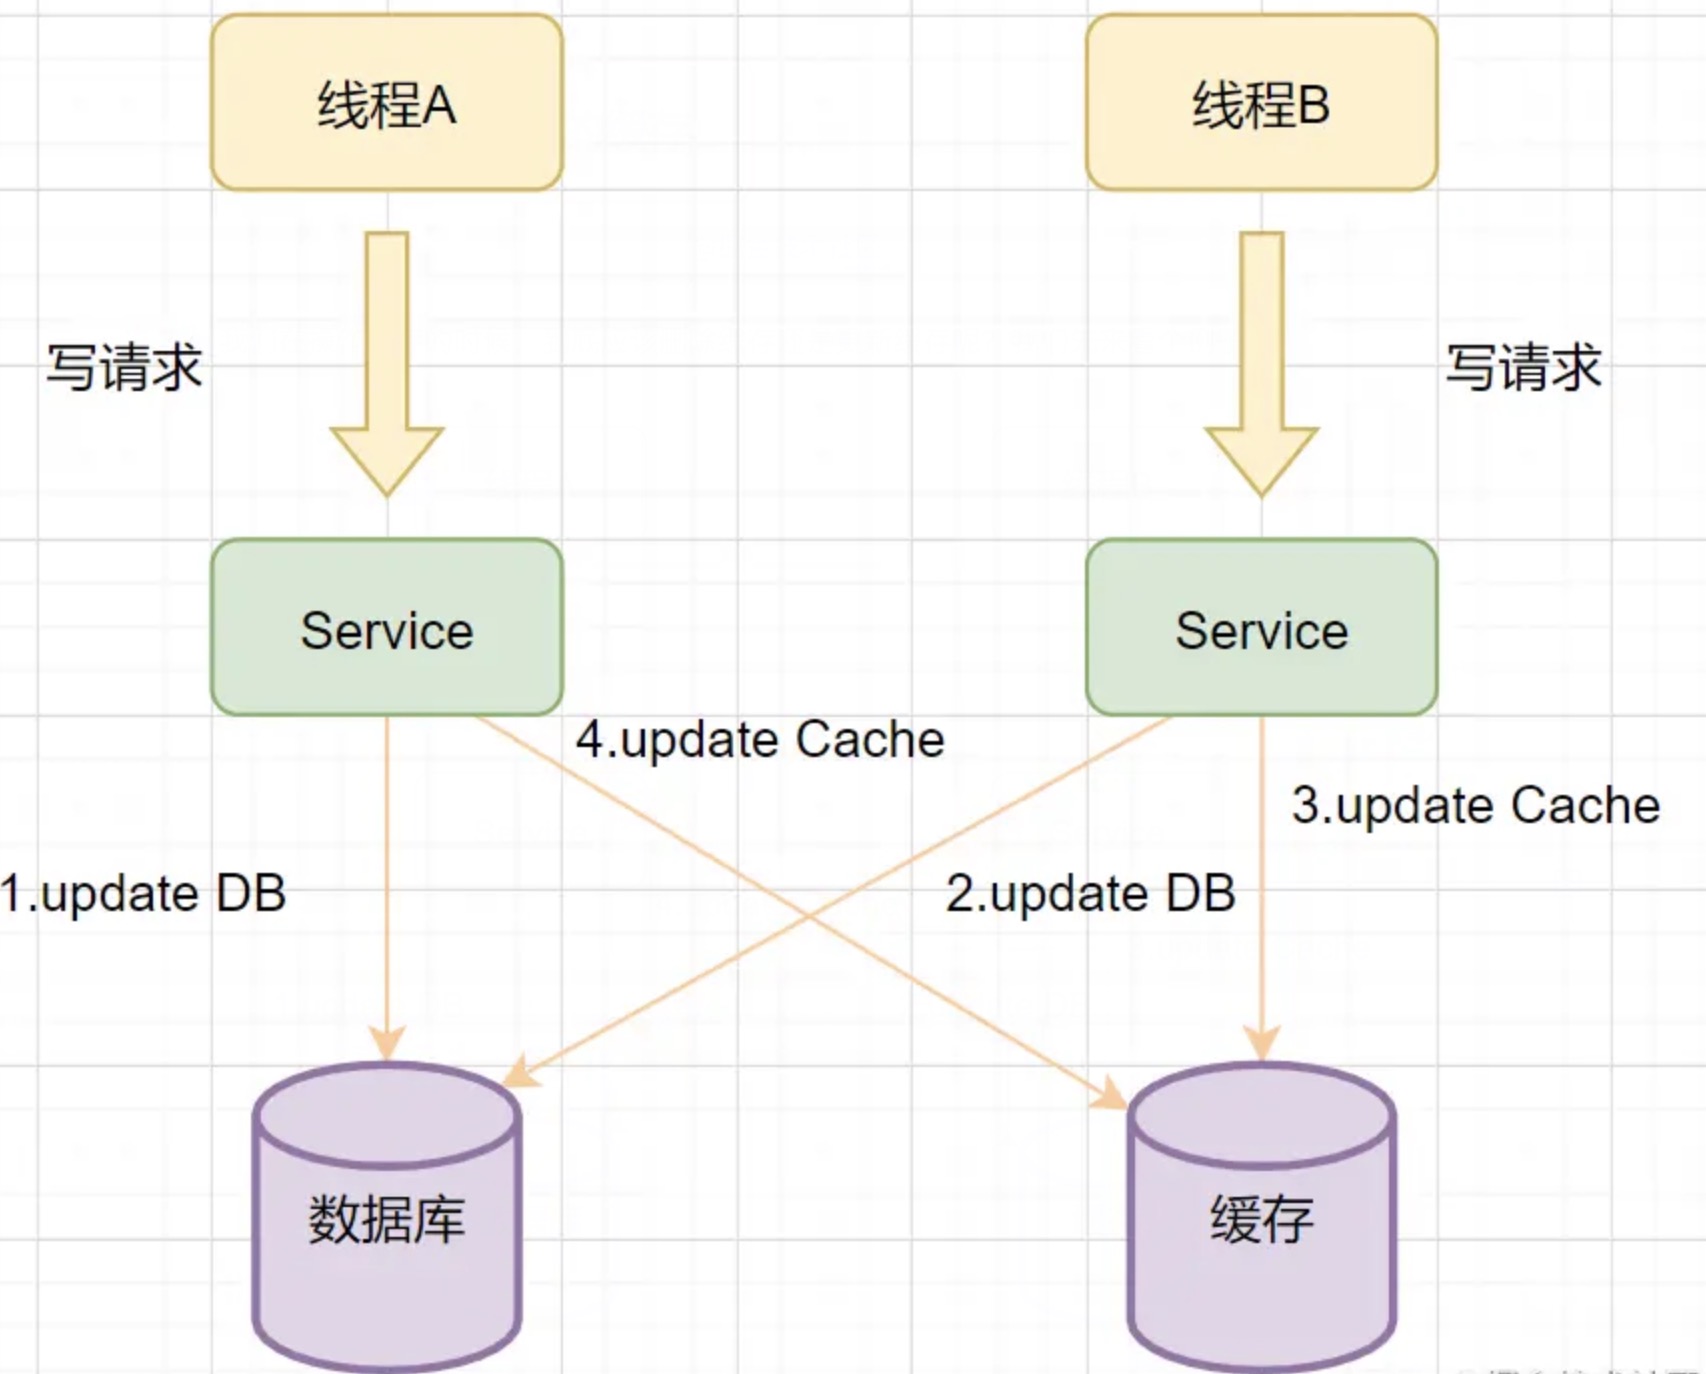 线程A
线程B
写请求
写请求
Service
Service
4.update Cache
3.update Cache
1.update DB
2.update DB
数据库
缓存